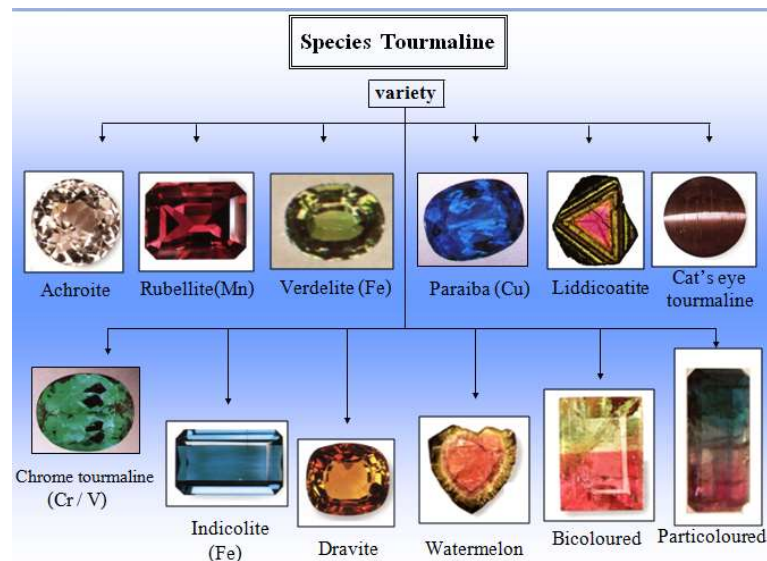 Species Tourmaline
variety
Achroite
Rubellite(Mn)
Verdelite (Fe)
Paraiba (Cu)
Liddicoatite
Cat's eye
tourmaline
Chrome tourmaline
(Cr / V)
Indicolite
(Fe)
Dravite
Watermelon
Bicoloured
Particoloured